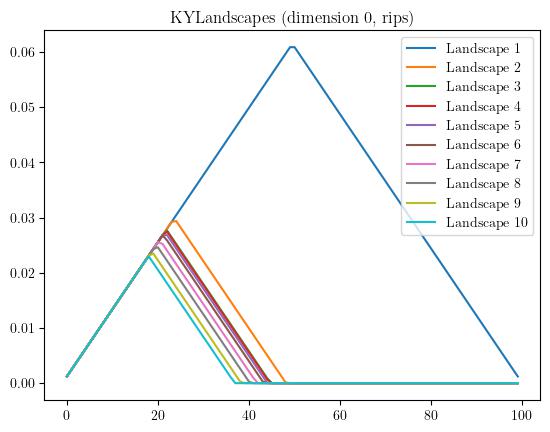 KYLandscapes (dimension 0, rips)
0.06
0.05
0.04
0.03
0.02
0.01
0.00
0 20 40 60 80 100
Landscape 1
Landscape 2
Landscape 3
Landscape 4
Landscape 5
Landscape 6
Landscape 7
Landscape 8
Landscape 9
Landscape 10